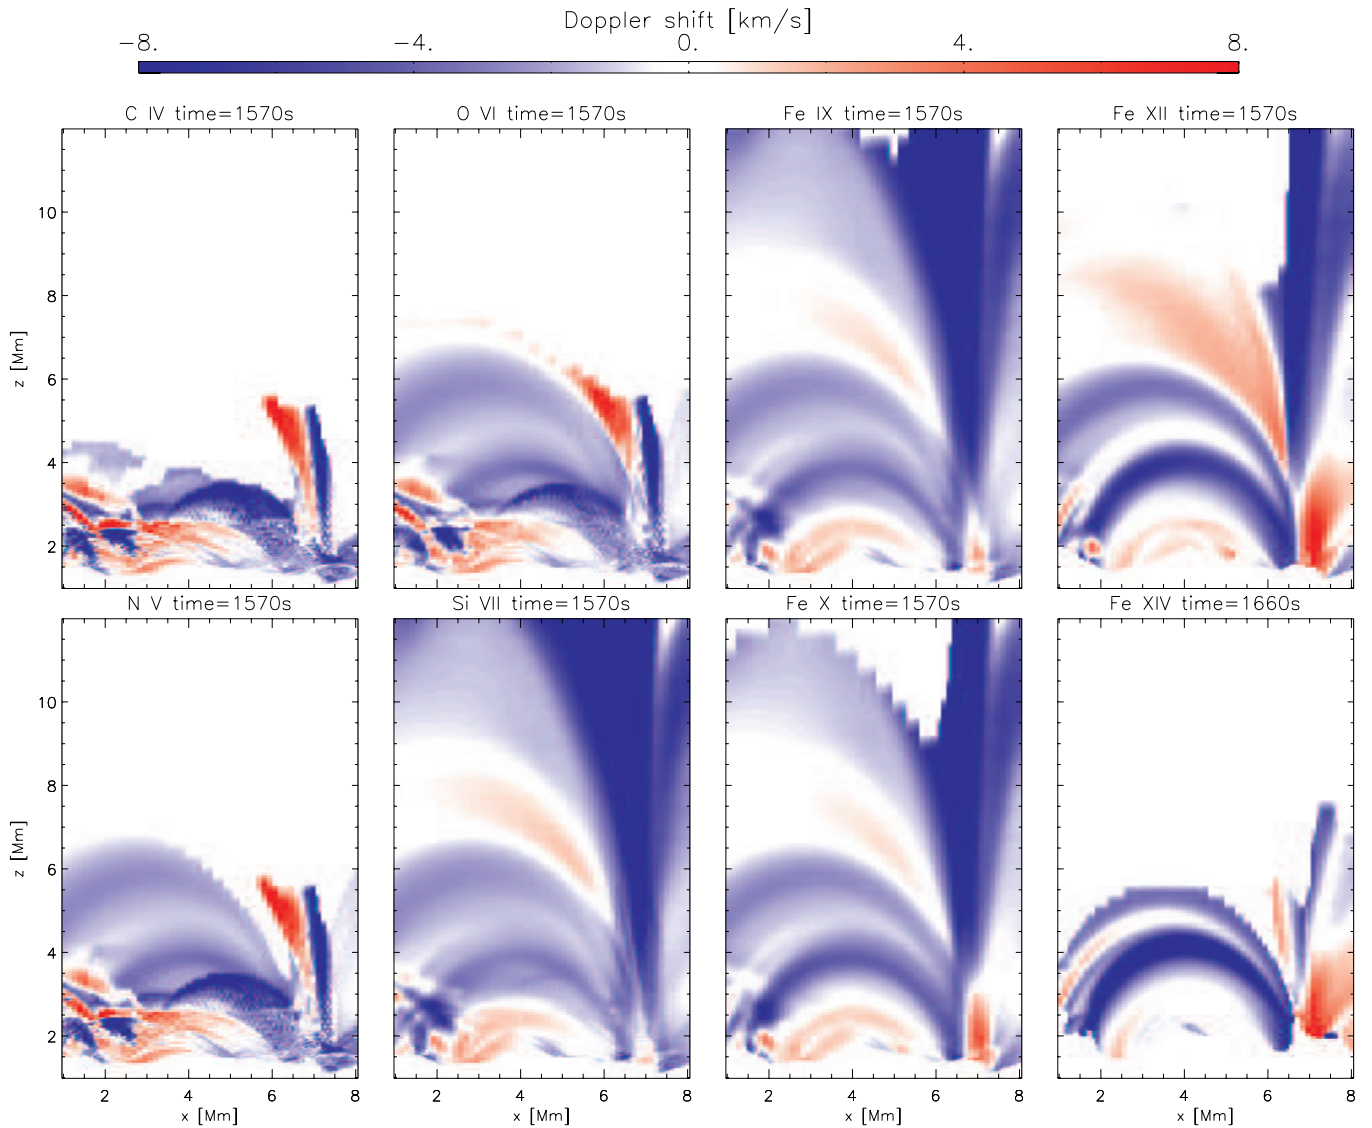 Doppler shift [km/s]
-8. -4. 0. 4. 8.
C IV time=1570s
O VI time=1570s
Fe IX time=1570s
Fe XII time=1570s
10
8
6
4
2
z [Mm]
N V time=1570s
Si VII time=1570s
Fe X time=1570s
Fe XIV time=1660s
10
8
6
4
2
z [Mm]
2 4 6 8
2 4 6 8
2 4 6 8
2 4 6 8
x [Mm]
x [Mm]
x [Mm]
x [Mm]